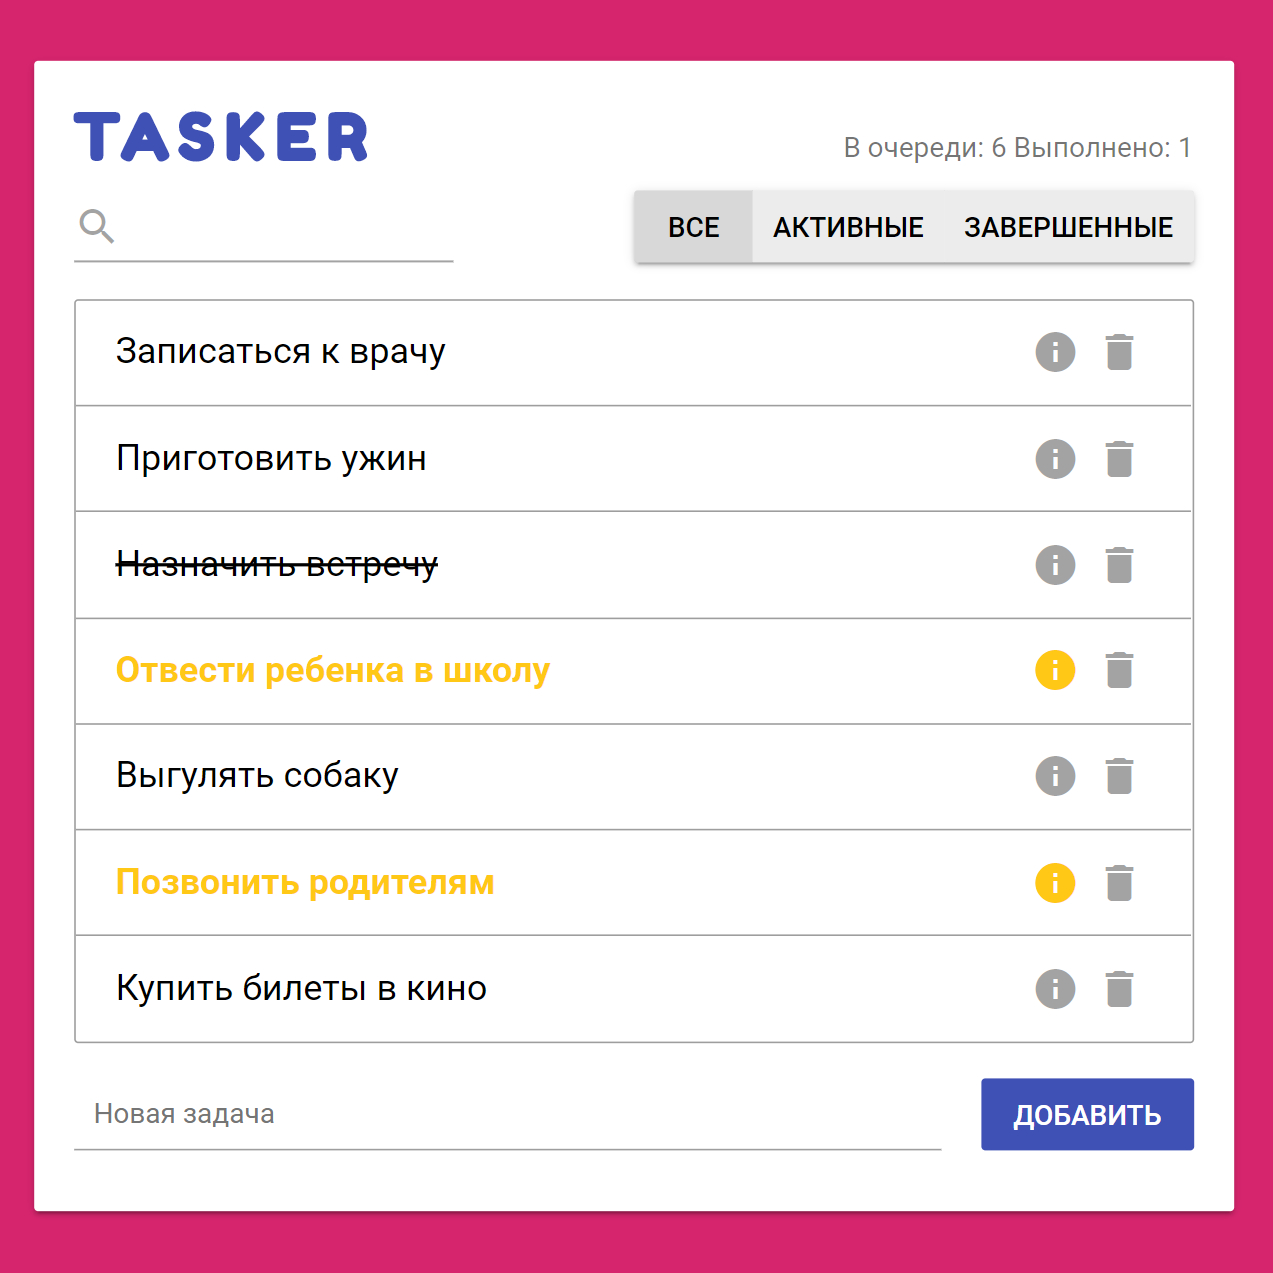 TASKER
В очереди: 6 Выполнено: 1
ВСЕ АКТИВНЫЕ ЗАВЕРШЕННЫЕ
Записаться к врачу
Приготовить ужин
Назначить встречу
Отвести ребенка в школу
Выгулять собаку
Позвонить родителям
Купить билеты в кино
Новая задача ДОБАВИТЬ